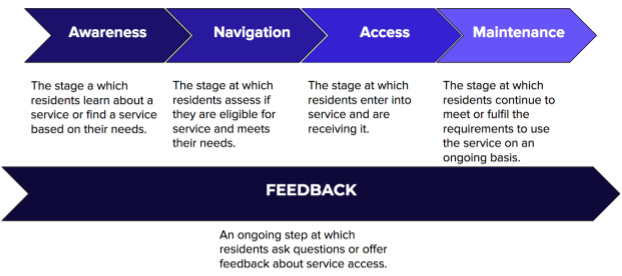 Awareness
Navigation
Access
Maintenance
The stage a which
residents learn about a
service or find a service
based on their needs.
The stage at which
residents assess if
they are eligible for
service and meets
their needs.
The stage at which
residents enter into
service and are
receiving it.
The stage at which
residents continue to
meet or fulfil the
requirements to use
the service on an
ongoing basis.
FEEDBACK
An ongoing step at which
residents ask questions or offer
feedback about service access.